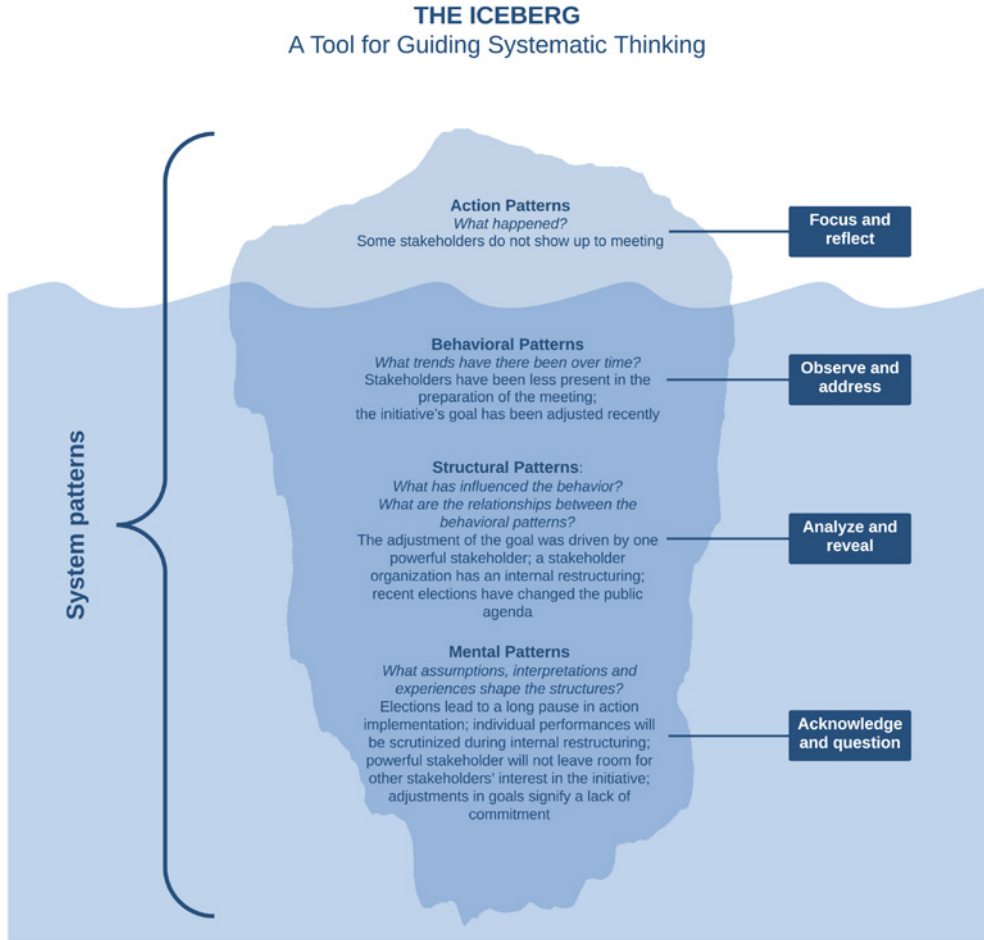 THE ICEBERG
A Tool for Guiding Systematic Thinking
System patterns
Action Patterns
What happened?
Some stakeholders do not show up to meeting
Focus and
reflect
Behavioral Patterns
What trends have there been over time?
Stakeholders have been less present in the
preparation of the meeting;
the initiative's goal has been adjusted recently
Observe and
address
Structural Patterns:
What has influenced the behavior?
What are the relationships between the
behavioral patterns?
The adjustment of the goal was driven by one
powerful stakeholder; a stakeholder
organization has an internal restructuring;
recent elections have changed the public
agenda
Analyze and
reveal
Mental Patterns
What assumptions, interpretations and
experiences shape the structures?
Elections lead to a long pause in action
implementation; individual performances will
be scrutinized during internal restructuring;
powerful stakeholder will not leave room for
other stakeholders' interest in the initiative;
adjustments in goals signify a lack of
commitment
Acknowledge
and question